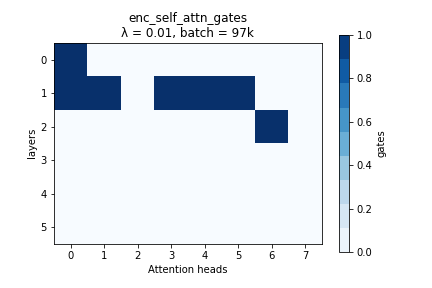 enc_self_attn_gates
λ = 0.01, batch = 97k
0
1
2
3
4
5
layers
0 1 2 3 4 5 6 7
Attention heads
1.0
0.8
0.6
0.4
0.2
0.0
gates